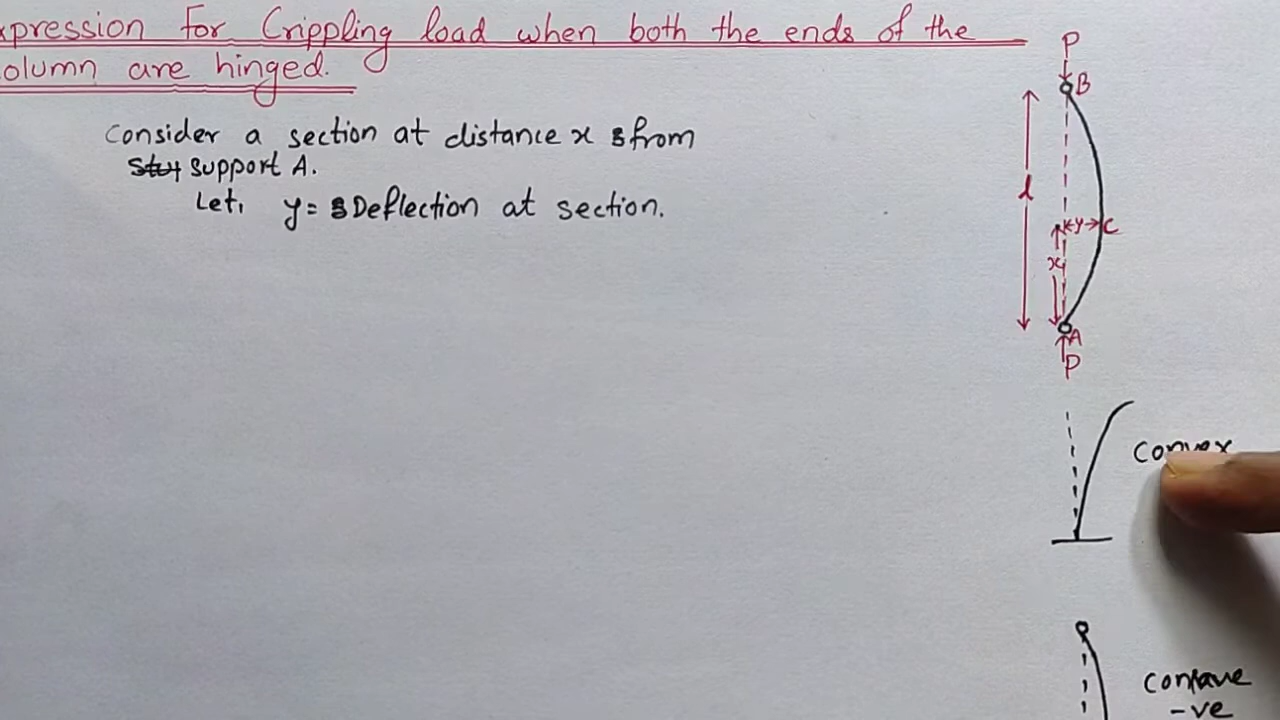 xpression for Crippling load when both the ends of the
olumn are hinged.
Consider a section at distance x from
support A.
Let, y = Deflection at section.
P
B
l
y
C
x
A
P
Convex
Concave
-ve